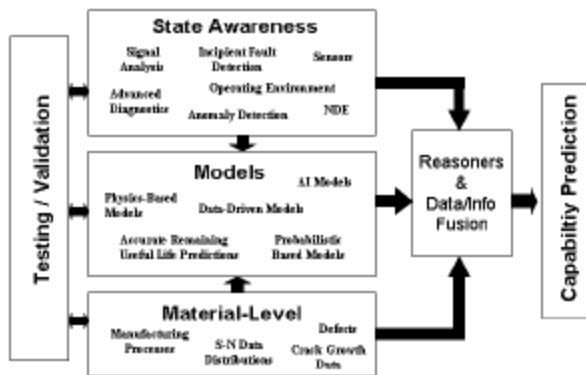 Testing / Validation
State Awareness
Signal
Analysis
Incipient Fault
Detection
Sensors
Advanced
Diagnostics
Operating Environment
Anomaly Detection
NDE
Models
AI Models
Physics-Based
Models
Data-Driven Models
Accurate Remaining
Useful Life Predictions
Probabilistic
Based Models
Material-Level
Manufacturing
Processes
S-N Data
Distributions
Defects
Crack Growth
Data
Reasoners
&
Data/Info
Fusion
Capabiltiy Prediction